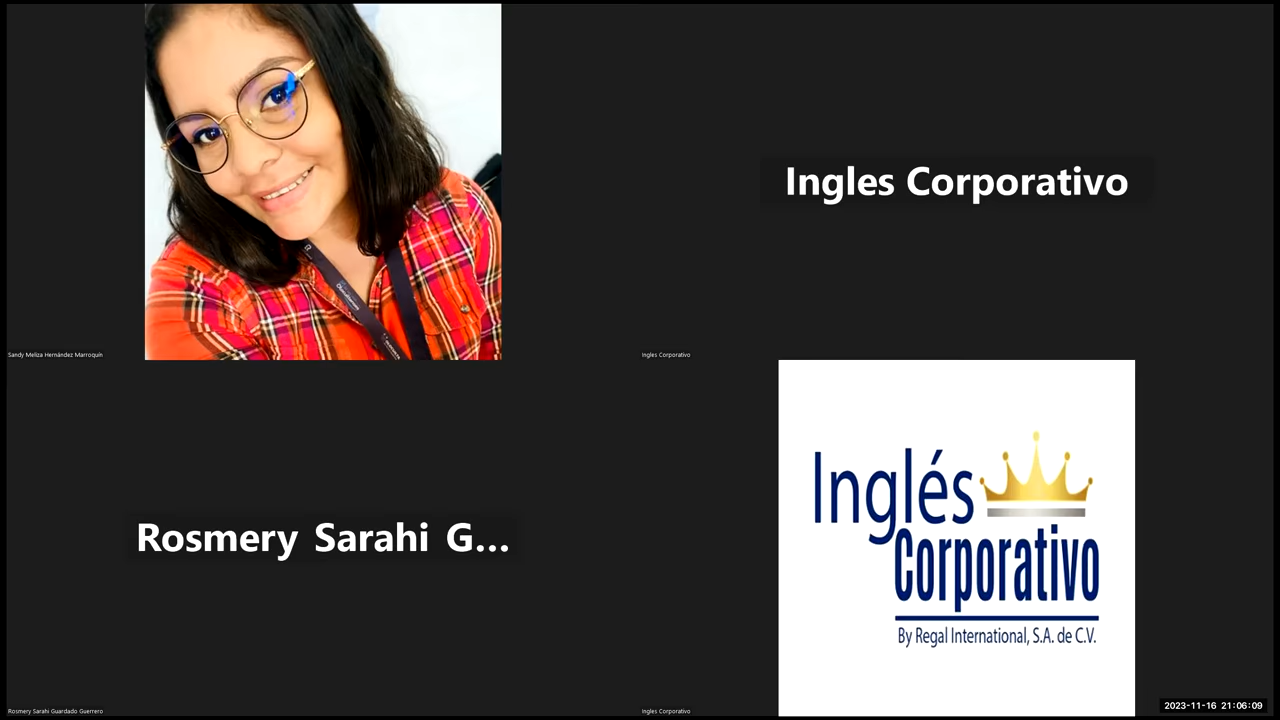 Ingles Corporativo
Sandy Meliza Hernández Marroquín
Ingles Corporativo
Rosmery Sarahi G...
Inglés
Corporativo
By Regal International, S.A. de C.V.
Rosmery Sarahi Guardado Guerrero
Ingles Corporativo
2023-11-16 21:06:09